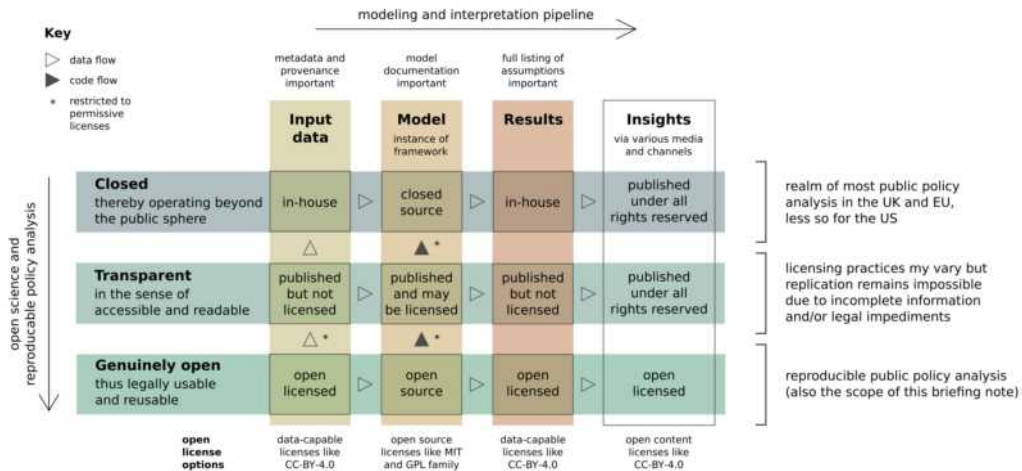 modeling and interpretation pipeline
Key
data flow
code flow
* restricted to
permissive
licenses
metadata and
provenance
important
model
documentation
important
full listing of
assumptions
important
Input
data
Model
instance of
framework
Results
Insights
via various media
and channels
open science and
reproducible policy analysis
Closed
thereby operating beyond
the public sphere
in-house
closed
source
in-house
published
under all
rights reserved
realm of most public policy
analysis in the UK and EU,
less so for the US
*
Transparent
in the sense of
accessible and readable
published
but not
licensed
published
and may
be licensed
published
but not
licensed
published
under all
rights reserved
licensing practices my vary but
replication remains impossible
due to incomplete information
and/or legal impediments
*
*
Genuinely open
thus legally usable
and reusable
open
licensed
open
source
open
licensed
open
licensed
reproducible public policy analysis
(also the scope of this briefing note)
open
license
options
data-capable
licenses like
CC-BY-4.0
open source
licenses like MIT
and GPL family
data-capable
licenses like
CC-BY-4.0
open content
licenses like
CC-BY-4.0